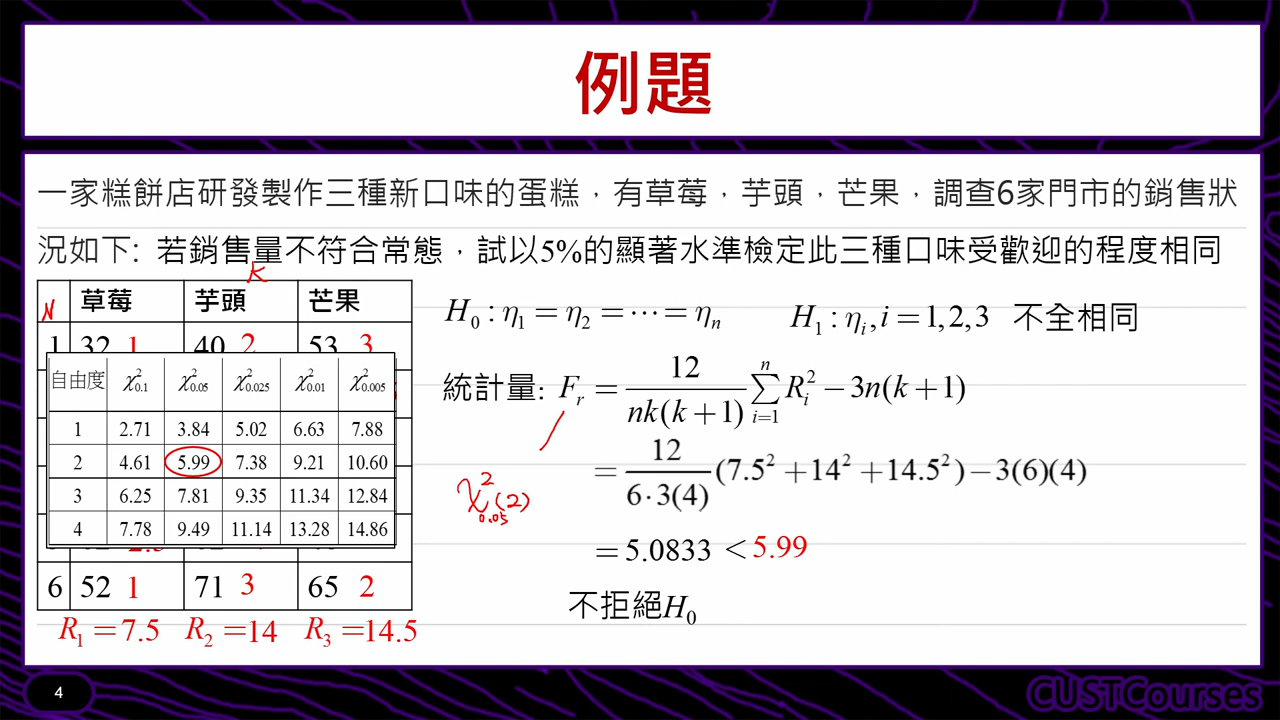 例題
一家糕餅店研發製作三種新口味的蛋糕，有草莓，芋頭，芒果，調查6家門市的銷售狀
況如下: 若銷售量不符合常態，試以5%的顯著水準檢定此三種口味受歡迎的程度相同
K
N 草莓 芋頭 芒果
1 32 1 40 2 53 3
自由度 χ²0.1 χ²0.05 χ²0.025 χ²0.01 χ²0.005
1 2.71 3.84 5.02 6.63 7.88
2 4.61 5.99 7.38 9.21 10.60
3 6.25 7.81 9.35 11.34 12.84
4 7.78 9.49 11.14 13.28 14.86
6 52 1 71 3 65 2
R₁ = 7.5 R₂ = 14 R₃ = 14.5
H₀ : η₁ = η₂ = ⋯ = ηₙ H₁ : ηᵢ, i = 1,2,3 不全相同
統計量: Fᵣ = 12/nk(k+1) ∑ᵢ₌₁ⁿ Rᵢ² − 3n(k+1)
= 12/6·3(4) (7.5² + 14² + 14.5²) − 3(6)(4)
χ²0.05(2)
= 5.0833 < 5.99
不拒絕H₀
4
CUSTCourses